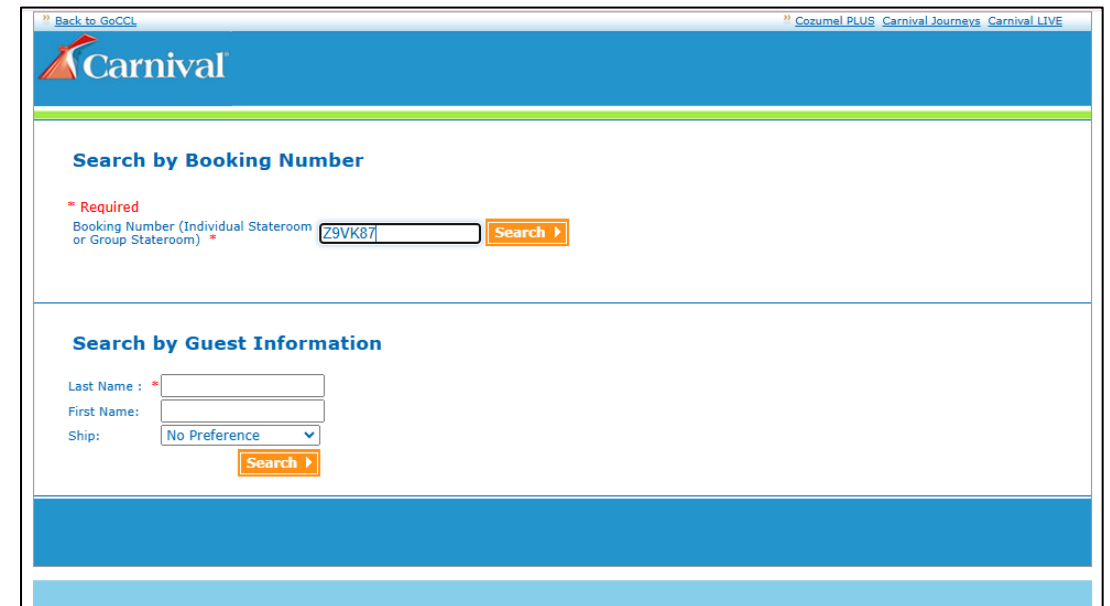 » Back to GoCCL
» Cozumel PLUS Carnival Journeys Carnival LIVE
Carnival
Search by Booking Number
* Required
Booking Number (Individual Stateroom
or Group Stateroom) *
Z9VK87
Search
Search by Guest Information
Last Name : *
First Name:
Ship: No Preference
Search